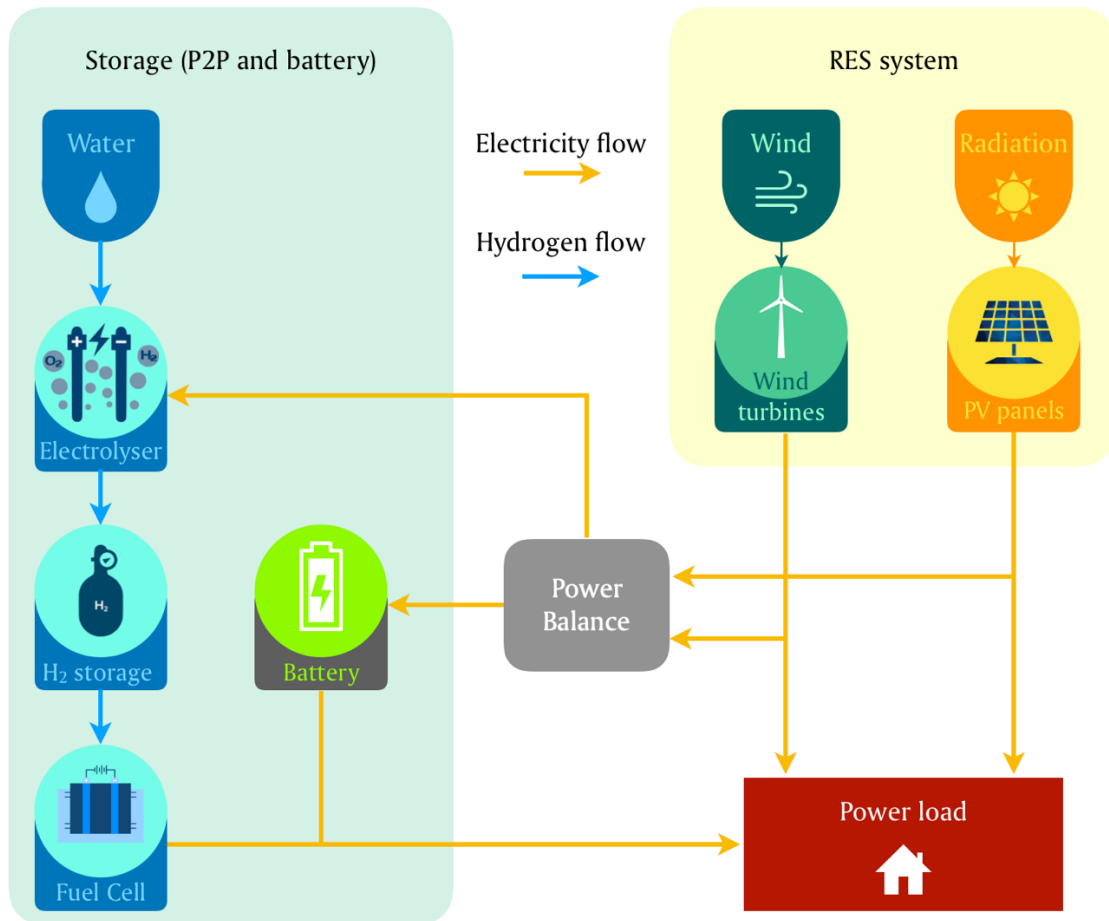 Storage (P2P and battery)
RES system
Water
Electricity flow
Hydrogen flow
Wind
Radiation
O₂
+
−
H₂
Electrolyser
Wind
turbines
PV panels
H₂
H₂ storage
Battery
Power
Balance
Fuel Cell
Power load